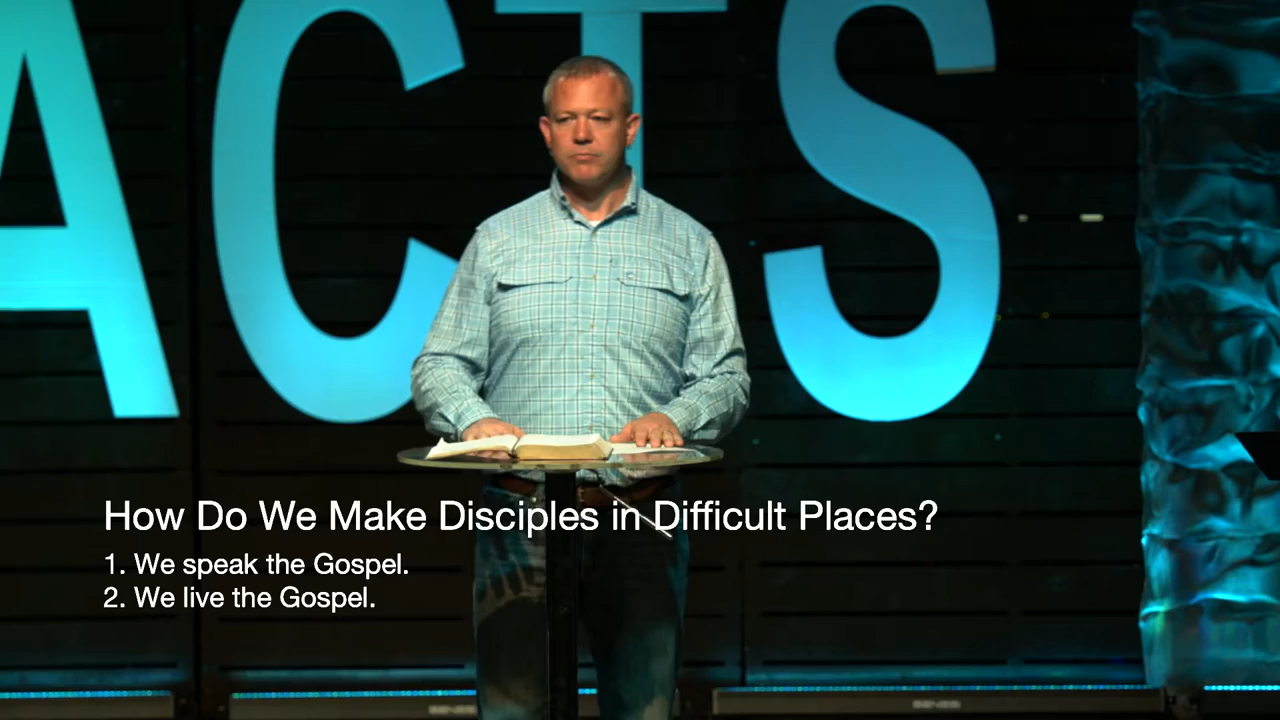 ACTS
How Do We Make Disciples in Difficult Places?
1. We speak the Gospel.
2. We live the Gospel.